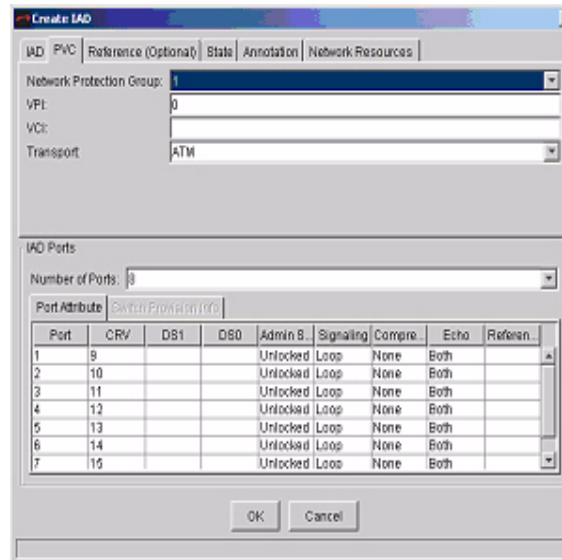 Create IAD
IAD PVC Reference (Optional) State Annotation Network Resources
Network Protection Group: 1
VPI: 0
VCI:
Transport ATM
IAD Ports
Number of Ports: 8
Port Attribute Switch Provision Info
Port CRV DS1 DS0 Admin S... Signaling Compre... Echo Referen...
1 9 Unlocked Loop None Both
2 10 Unlocked Loop None Both
3 11 Unlocked Loop None Both
4 12 Unlocked Loop None Both
5 13 Unlocked Loop None Both
6 14 Unlocked Loop None Both
7 15 Unlocked Loop None Both
OK Cancel